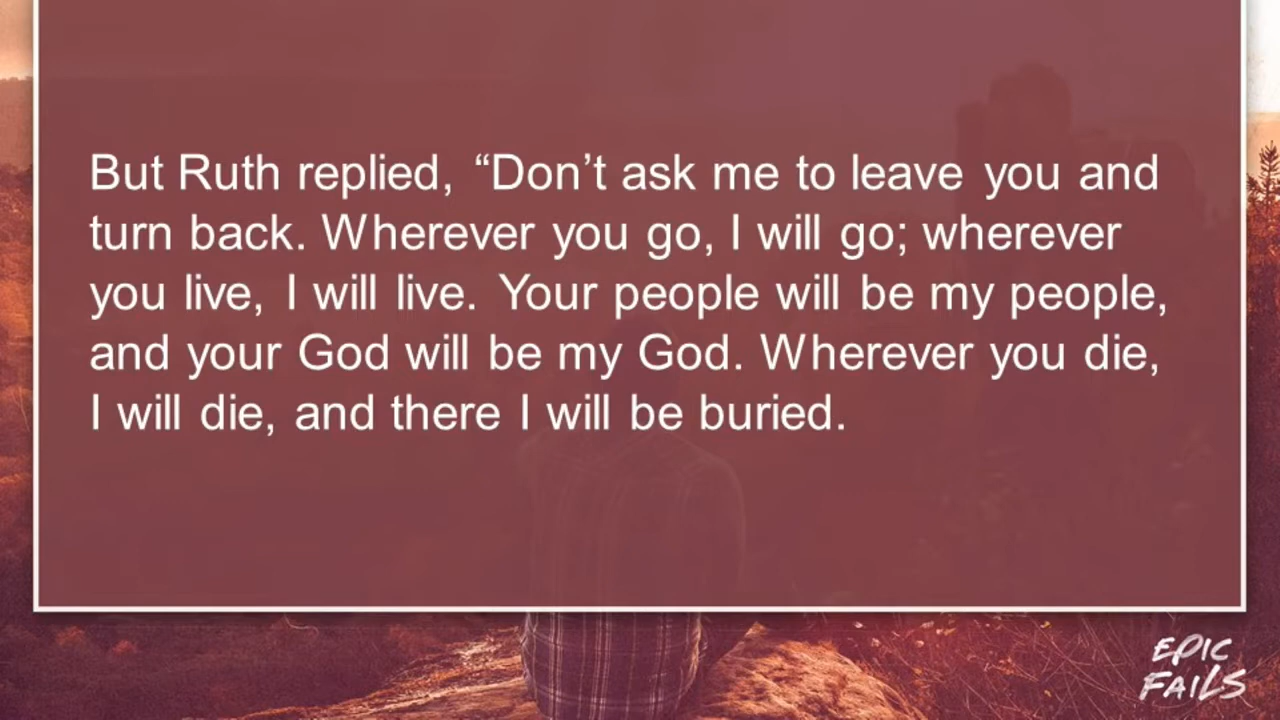 But Ruth replied, “Don’t ask me to leave you and
turn back. Wherever you go, I will go; wherever
you live, I will live. Your people will be my people,
and your God will be my God. Wherever you die,
I will die, and there I will be buried.
EPIC
FAILS